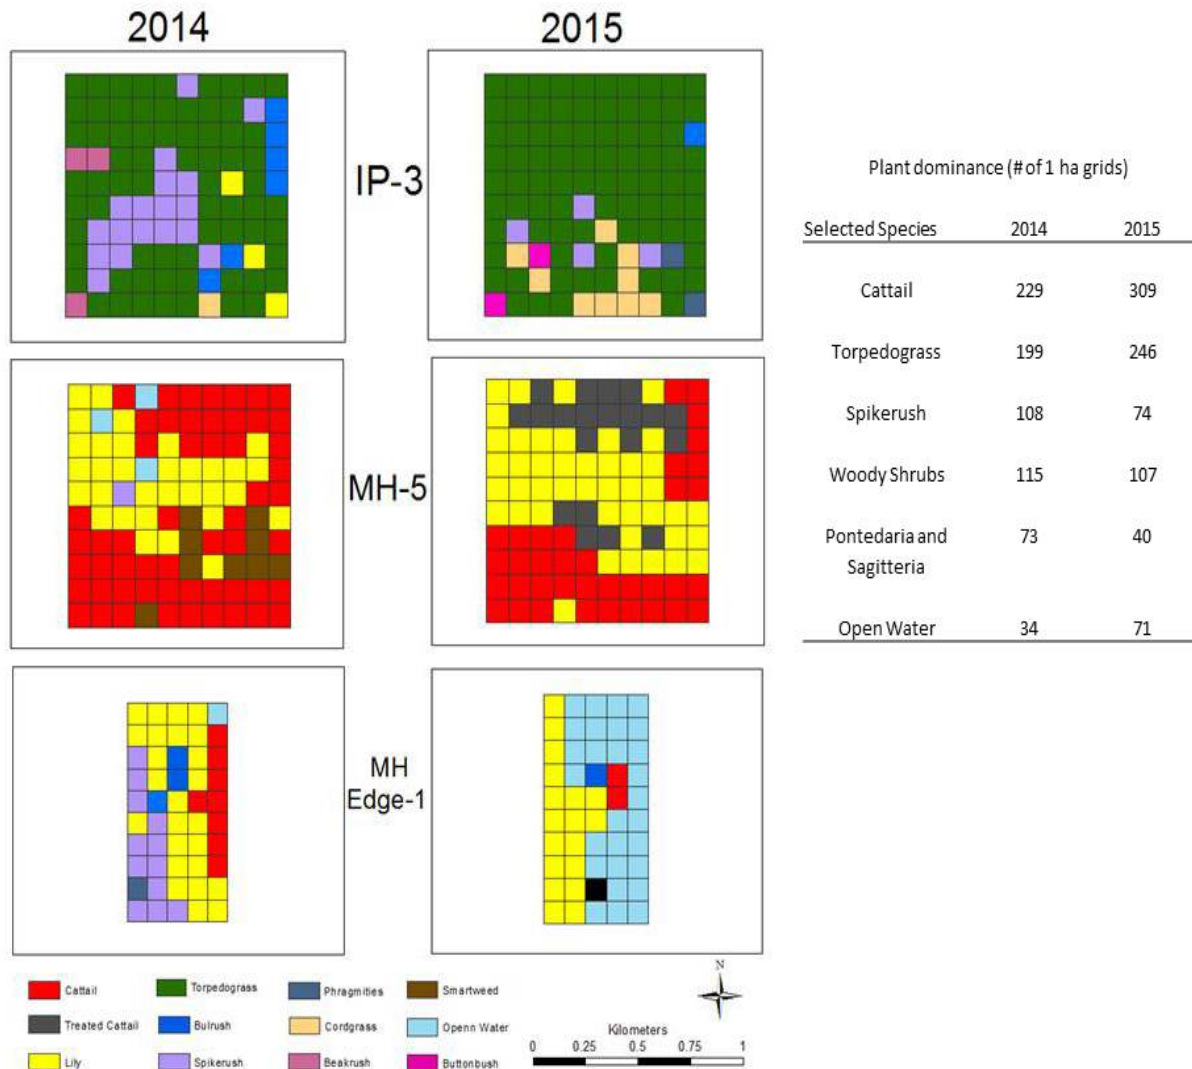 2014
2015
IP-3
MH-5
MH
Edge-1
Plant dominance (# of 1 ha grids)
Selected Species 2014 2015
Cattail 229 309
Torpedograss 199 246
Spikerush 108 74
Woody Shrubs 115 107
Pontedaria and 73 40
Sagitteria
Open Water 34 71
Cattail Torpedograss Phragmities Smartweed
Treated Cattail Bulrush Cordgrass Openn Water
Lily Spikerush Beakrush Buttonbush
N
Kilometers
0 0.25 0.5 0.75 1